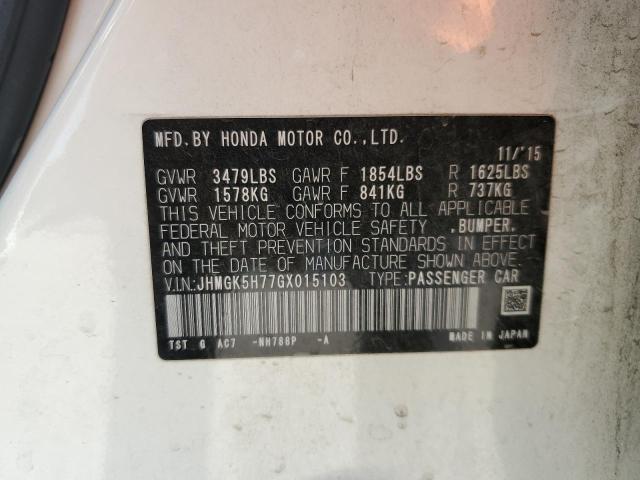 MFD.BY HONDA MOTOR CO.,LTD.
11/'15
GVWR 3479LBS GAWR F 1854LBS R 1625LBS
GVWR 1578KG GAWR F 841KG R 737KG
THIS VEHICLE CONFORMS TO ALL APPLICABLE
FEDERAL MOTOR VEHICLE SAFETY ,BUMPER,
AND THEFT PREVENTION STANDARDS IN EFFECT
ON THE DATE OF MANUFACTURE SHOWN ABOVE.
V.I.N:JHMGK5H77GX015103 TYPE:PASSENGER CAR
TST G AC7 -NH788P -A
MADE IN JAPAN